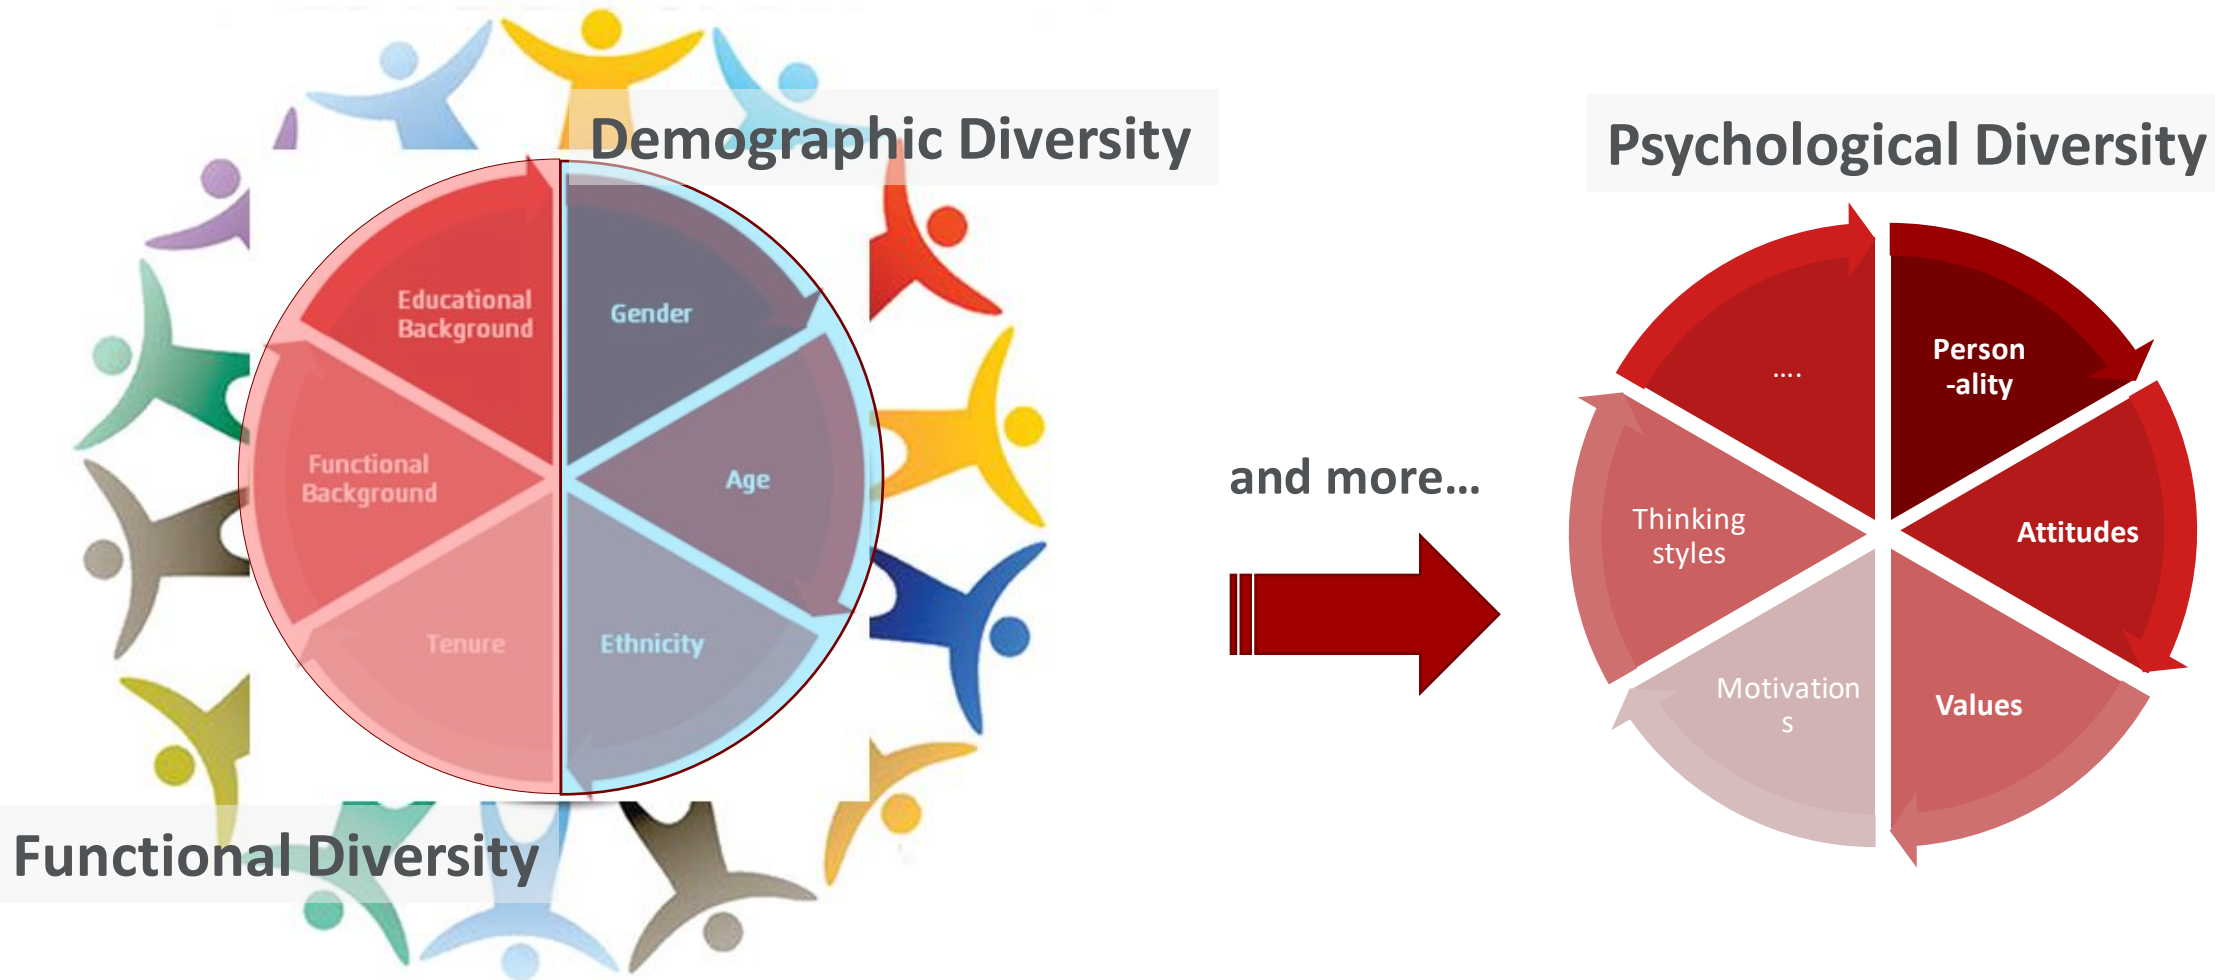 Demographic Diversity
Educational
Background
Gender
Functional
Background
Age
Tenure
Ethnicity
Functional Diversity
and more...
Psychological Diversity
....
Person
-ality
Thinking
styles
Attitudes
Motivation
s
Values